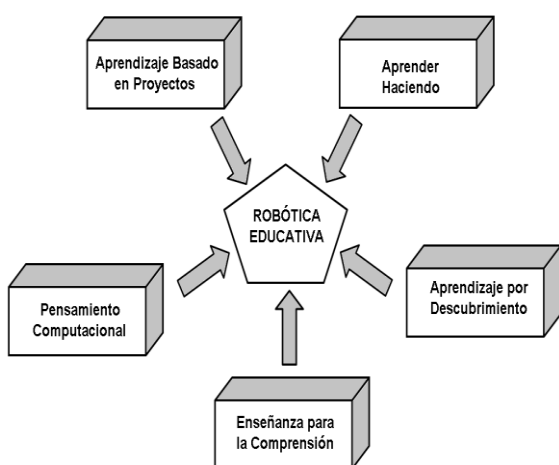 Aprendizaje Basado
en Proyectos
Aprender
Haciendo
ROBÓTICA
EDUCATIVA
Pensamiento
Computacional
Aprendizaje por
Descubrimiento
Enseñanza para
la Comprensión